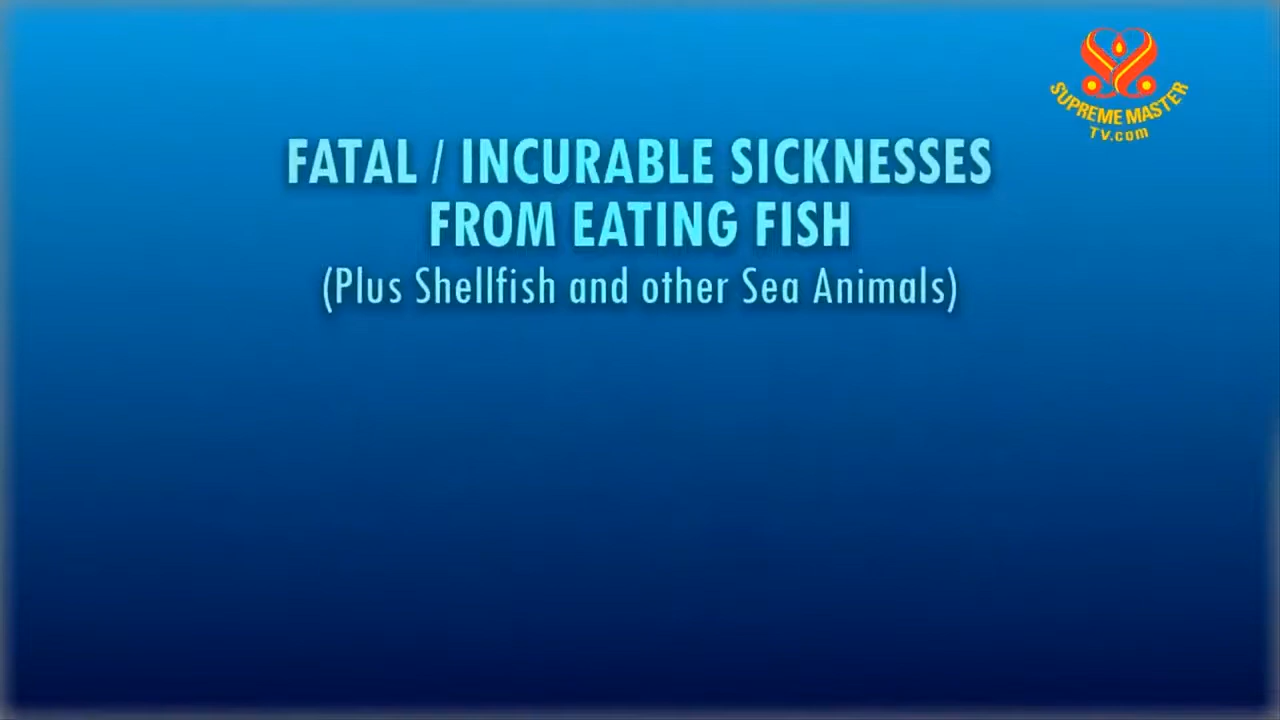 SUPREME MASTER
TV.com
FATAL / INCURABLE SICKNESSES
FROM EATING FISH
(Plus Shellfish and other Sea Animals)